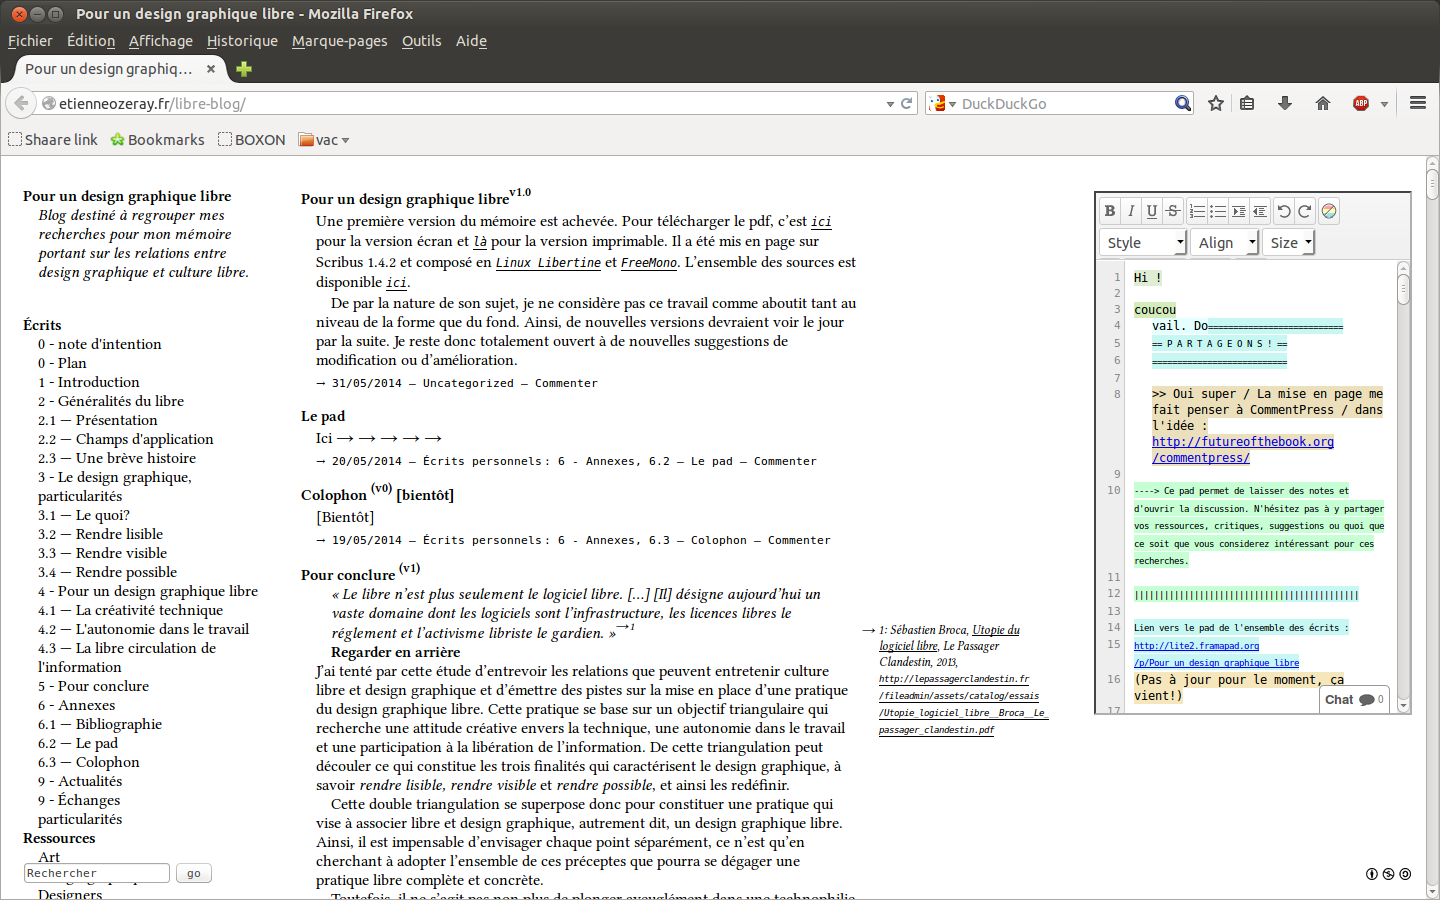 Pour un design graphique libre - Mozilla Firefox
Fichier Édition Affichage Historique Marque-pages Outils Aide
Pour un design graphiq...
etienneozeray.fr/libre-blog/
DuckDuckGo
ABP
Shaare link Bookmarks BOXON vac
Pour un design graphique libre
Blog destiné à regrouper mes
recherches pour mon mémoire
portant sur les relations entre
design graphique et culture libre.
Écrits
0 - note d'intention
0 - Plan
1 - Introduction
2 - Généralités du libre
2.1 — Présentation
2.2 — Champs d'application
2.3 — Une brève histoire
3 - Le design graphique,
particularités
3.1 — Le quoi?
3.2 — Rendre lisible
3.3 — Rendre visible
3.4 — Rendre possible
4 - Pour un design graphique libre
4.1 — La créativité technique
4.2 — L'autonomie dans le travail
4.3 — La libre circulation de
l'information
5 - Pour conclure
6 - Annexes
6.1 — Bibliographie
6.2 — Le pad
6.3 — Colophon
9 - Actualités
9 - Échanges
particularités
Ressources
Art
Rechercher go
Designers
Pour un design graphique libre v1.0
Une première version du mémoire est achevée. Pour télécharger le pdf, c'est ici
pour la version écran et là pour la version imprimable. Il a été mis en page sur
Scribus 1.4.2 et composé en Linux Libertine et FreeMono. L'ensemble des sources est
disponible ici.
De par la nature de son sujet, je ne considère pas ce travail comme aboutit tant au
niveau de la forme que du fond. Ainsi, de nouvelles versions devraient voir le jour
par la suite. Je reste donc totalement ouvert à de nouvelles suggestions de
modification ou d'amélioration.
→ 31/05/2014 — Uncategorized — Commenter
Le pad
Ici → → → → →
→ 20/05/2014 — Écrits personnels: 6 - Annexes, 6.2 — Le pad — Commenter
Colophon (v0) [bientôt]
[Bientôt]
→ 19/05/2014 — Écrits personnels: 6 - Annexes, 6.3 — Colophon — Commenter
Pour conclure (v1)
« Le libre n'est plus seulement le logiciel libre. [...] [Il] désigne aujourd'hui un
vaste domaine dont les logiciels sont l'infrastructure, les licences libres le
réglement et l'activisme libriste le gardien. »→1
Regarder en arrière
J'ai tenté par cette étude d'entrevoir les relations que peuvent entretenir culture
libre et design graphique et d'émettre des pistes sur la mise en place d'une pratique
du design graphique libre. Cette pratique se base sur un objectif triangulaire qui
recherche une attitude créative envers la technique, une autonomie dans le travail
et une participation à la libération de l'information. De cette triangulation peut
découler ce qui constitue les trois finalités qui caractérisent le design graphique, à
savoir rendre lisible, rendre visible et rendre possible, et ainsi les redéfinir.
Cette double triangulation se superpose donc pour constituer une pratique qui
vise à associer libre et design graphique, autrement dit, un design graphique libre.
Ainsi, il est impensable d'envisager chaque point séparément, ce n'est qu'en
cherchant à adopter l'ensemble de ces préceptes que pourra se dégager une
pratique libre complète et concrète.
Toutefois, il ne s'agit pas non plus de plonger aveuglément dans une technophilie
→ 1: Sébastien Broca, Utopie du
logiciel libre, Le Passager
Clandestin, 2013,
http://lepassagerclandestin.fr
/fileadmin/assets/catalog/essais
/Utopie_logiciel_libre__Broca__Le_
passager_clandestin.pdf
B I U S
Style Align Size
1 Hi !
2
3 coucou
4 vail. Do===========================
5 == P A R T A G E O N S ! ==
6 ===========================
7
8 >> Oui super / La mise en page me
fait penser à CommentPress / dans
l'idée :
http://futureofthebook.org
/commentpress/
9
10 ----> Ce pad permet de laisser des notes et
d'ouvrir la discussion. N'hésitez pas à y partager
vos ressources, critiques, suggestions ou quoi que
ce soit que vous considerez intéressant pour ces
recherches.
11
12 |||||||||||||||||||||||||||||||||||||||||||||
13
14 Lien vers le pad de l'ensemble des écrits :
15 http://lite2.framapad.org
/p/Pour_un_design_graphique_libre
16 (Pas à jour pour le moment, ça
vient!)
17
Chat 0